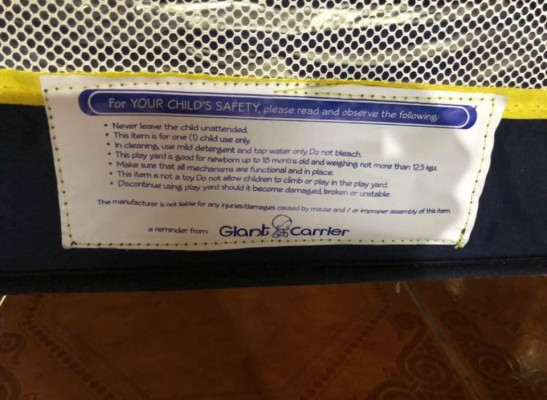 For YOUR CHILD'S SAFETY, please read and observe the following:
• Never leave the child unattended.
• This item is for one (1) child use only.
• In cleaning, use mild detergent and tap water only. Do not bleach.
• This play yard is good for newborn up to 18 months old and weighing not more than 12.5 kgs.
• Make sure that all mechanisms are functional and in place.
• This item is not a toy. Do not allow children to climb or play in the play yard.
• Discontinue using play yard should it become damaged, broken or unstable.
The manufacturer is not liable for any injuries/damages caused by misuse and / or improper assembly of this item.
a reminder from Giant Carrier